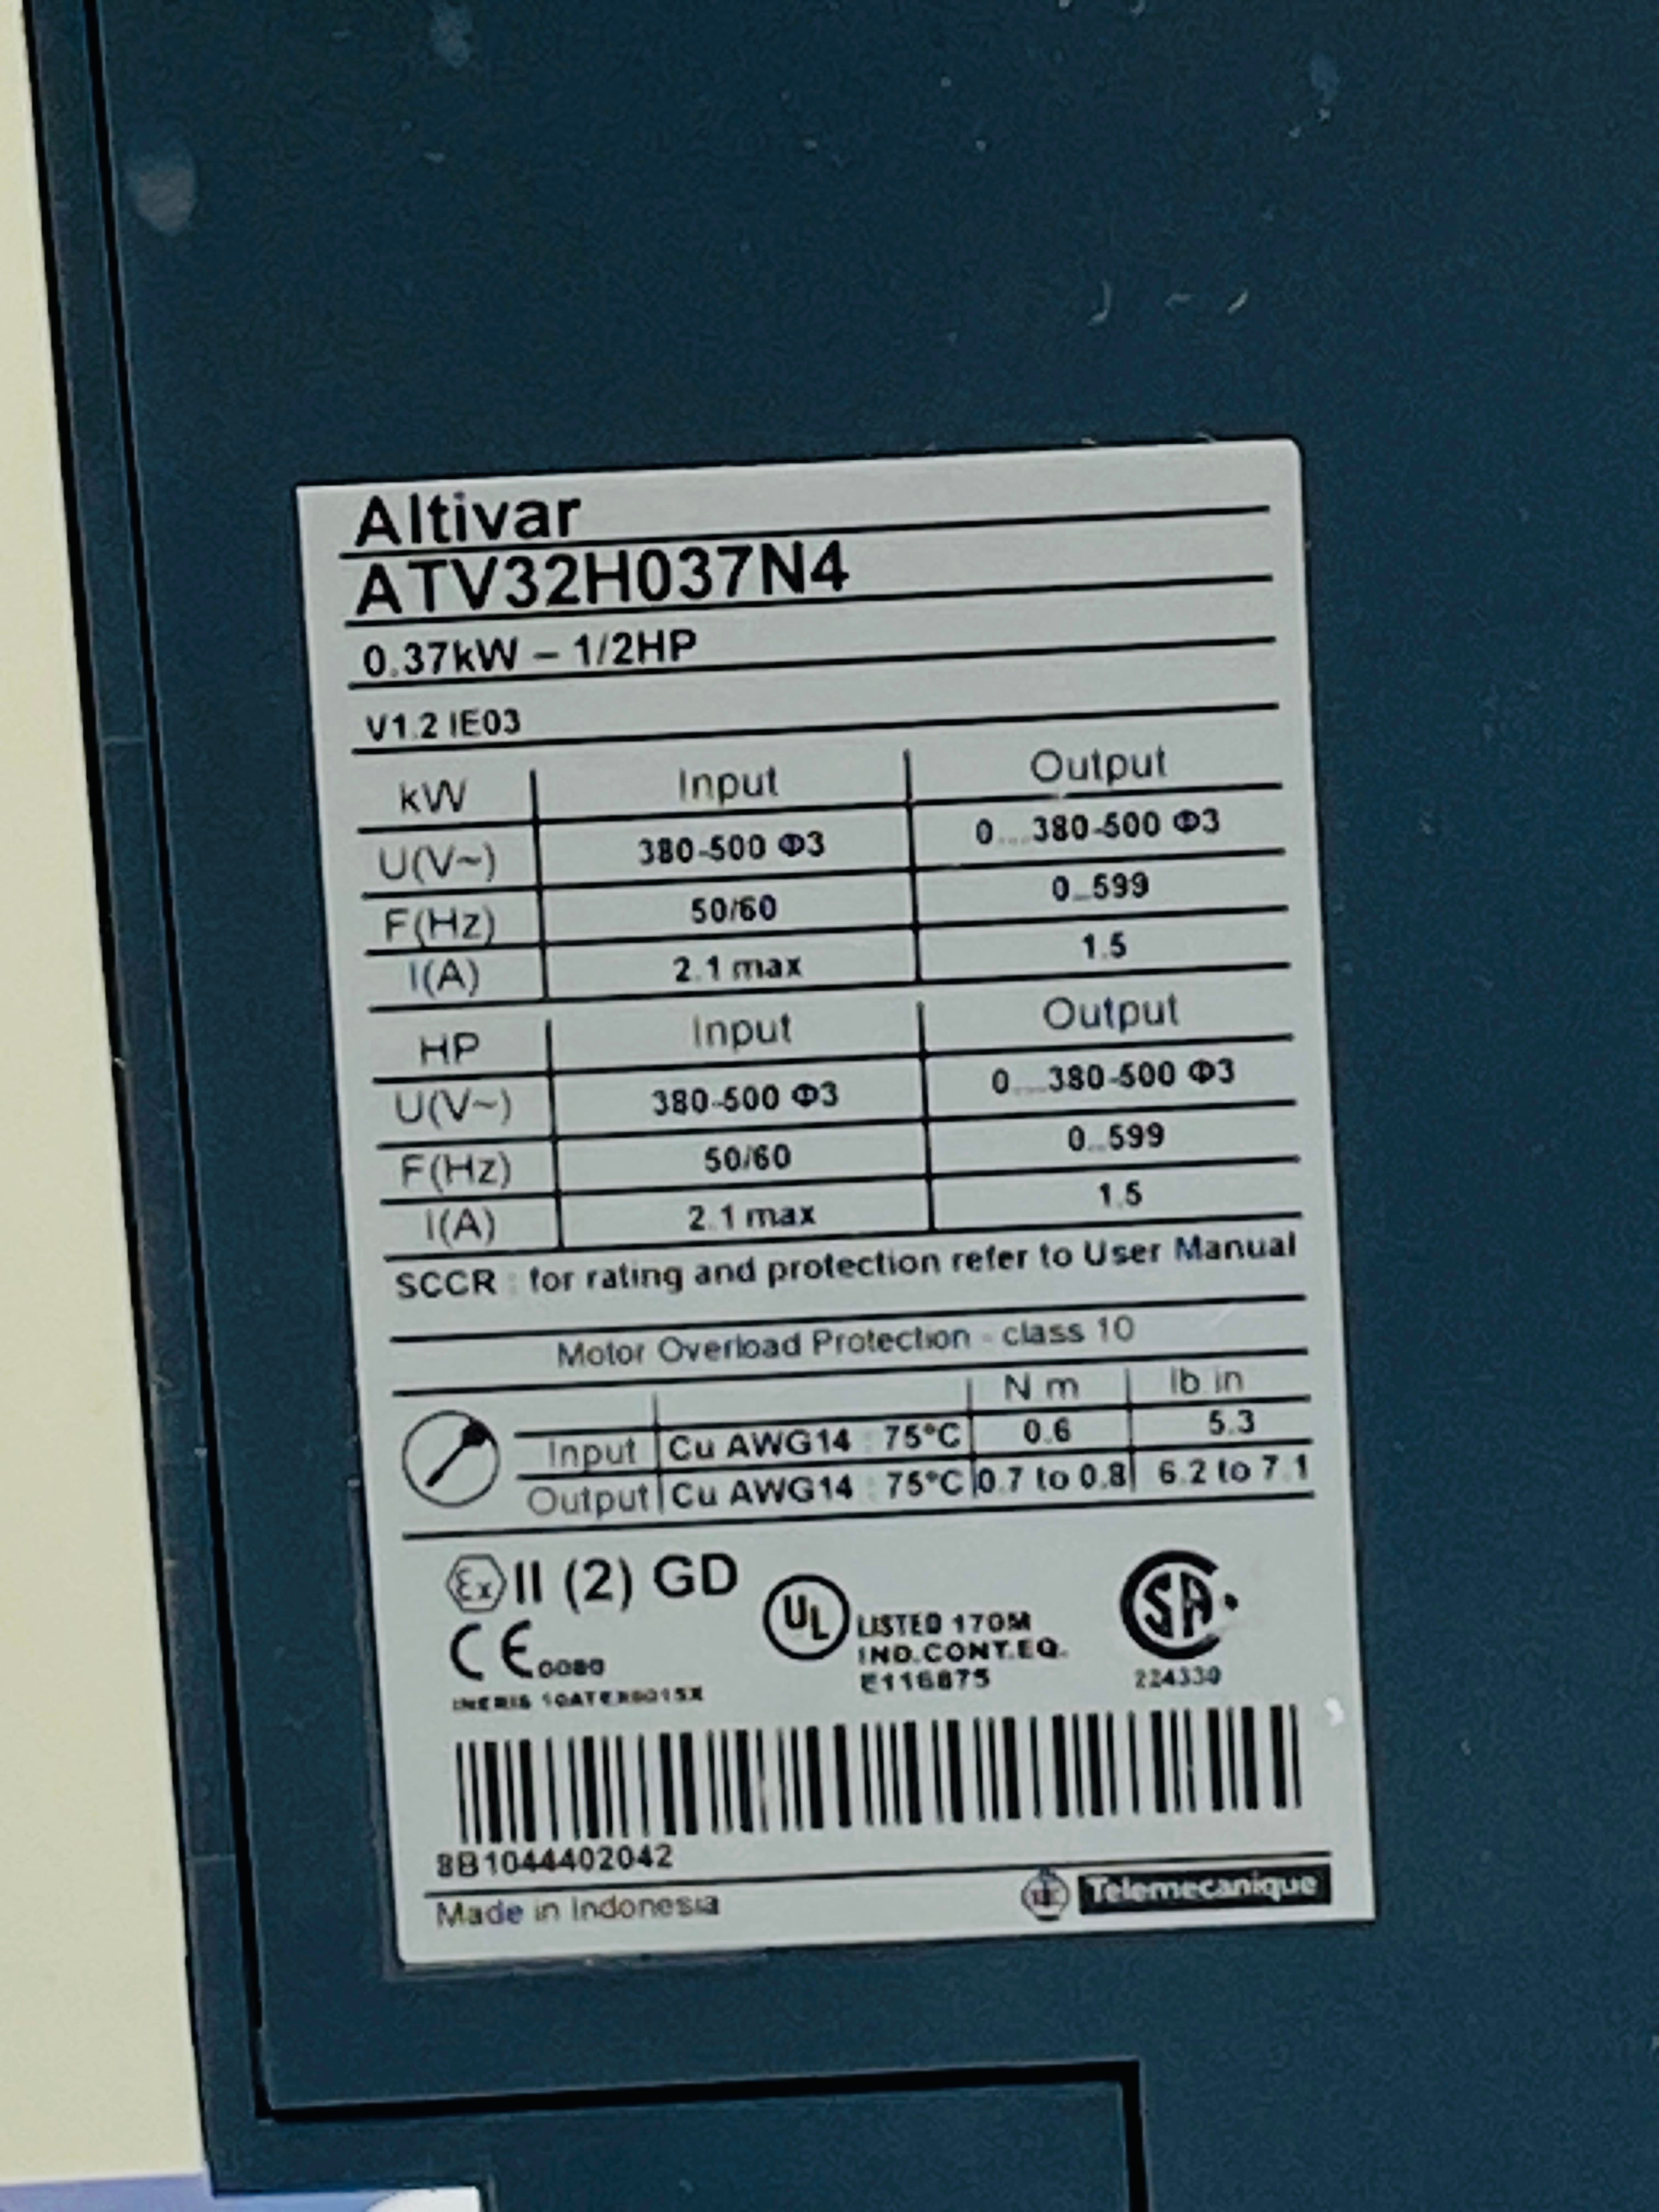 Altivar
ATV32H037N4
0.37kW – 1/2HP
V1.2 IE03
kW Input Output
U(V~) 380-500 Φ3 0...380-500 Φ3
F(Hz) 50/60 0...599
I(A) 2.1 max 1.5
HP Input Output
U(V~) 380-500 Φ3 0...380-500 Φ3
F(Hz) 50/60 0...599
I(A) 2.1 max 1.5
SCCR : for rating and protection refer to User Manual
Motor Overload Protection - class 10
N m lb in
Input Cu AWG14 : 75°C 0.6 5.3
Output Cu AWG14 : 75°C 0.7 to 0.8 6.2 to 7.1
Ex II (2) GD
CE 0080
INERIS
UL LISTED 170M
IND.CONT.EQ.
E116875
SA
224330
8B1044402042
Made in Indonesia
Telemecanique